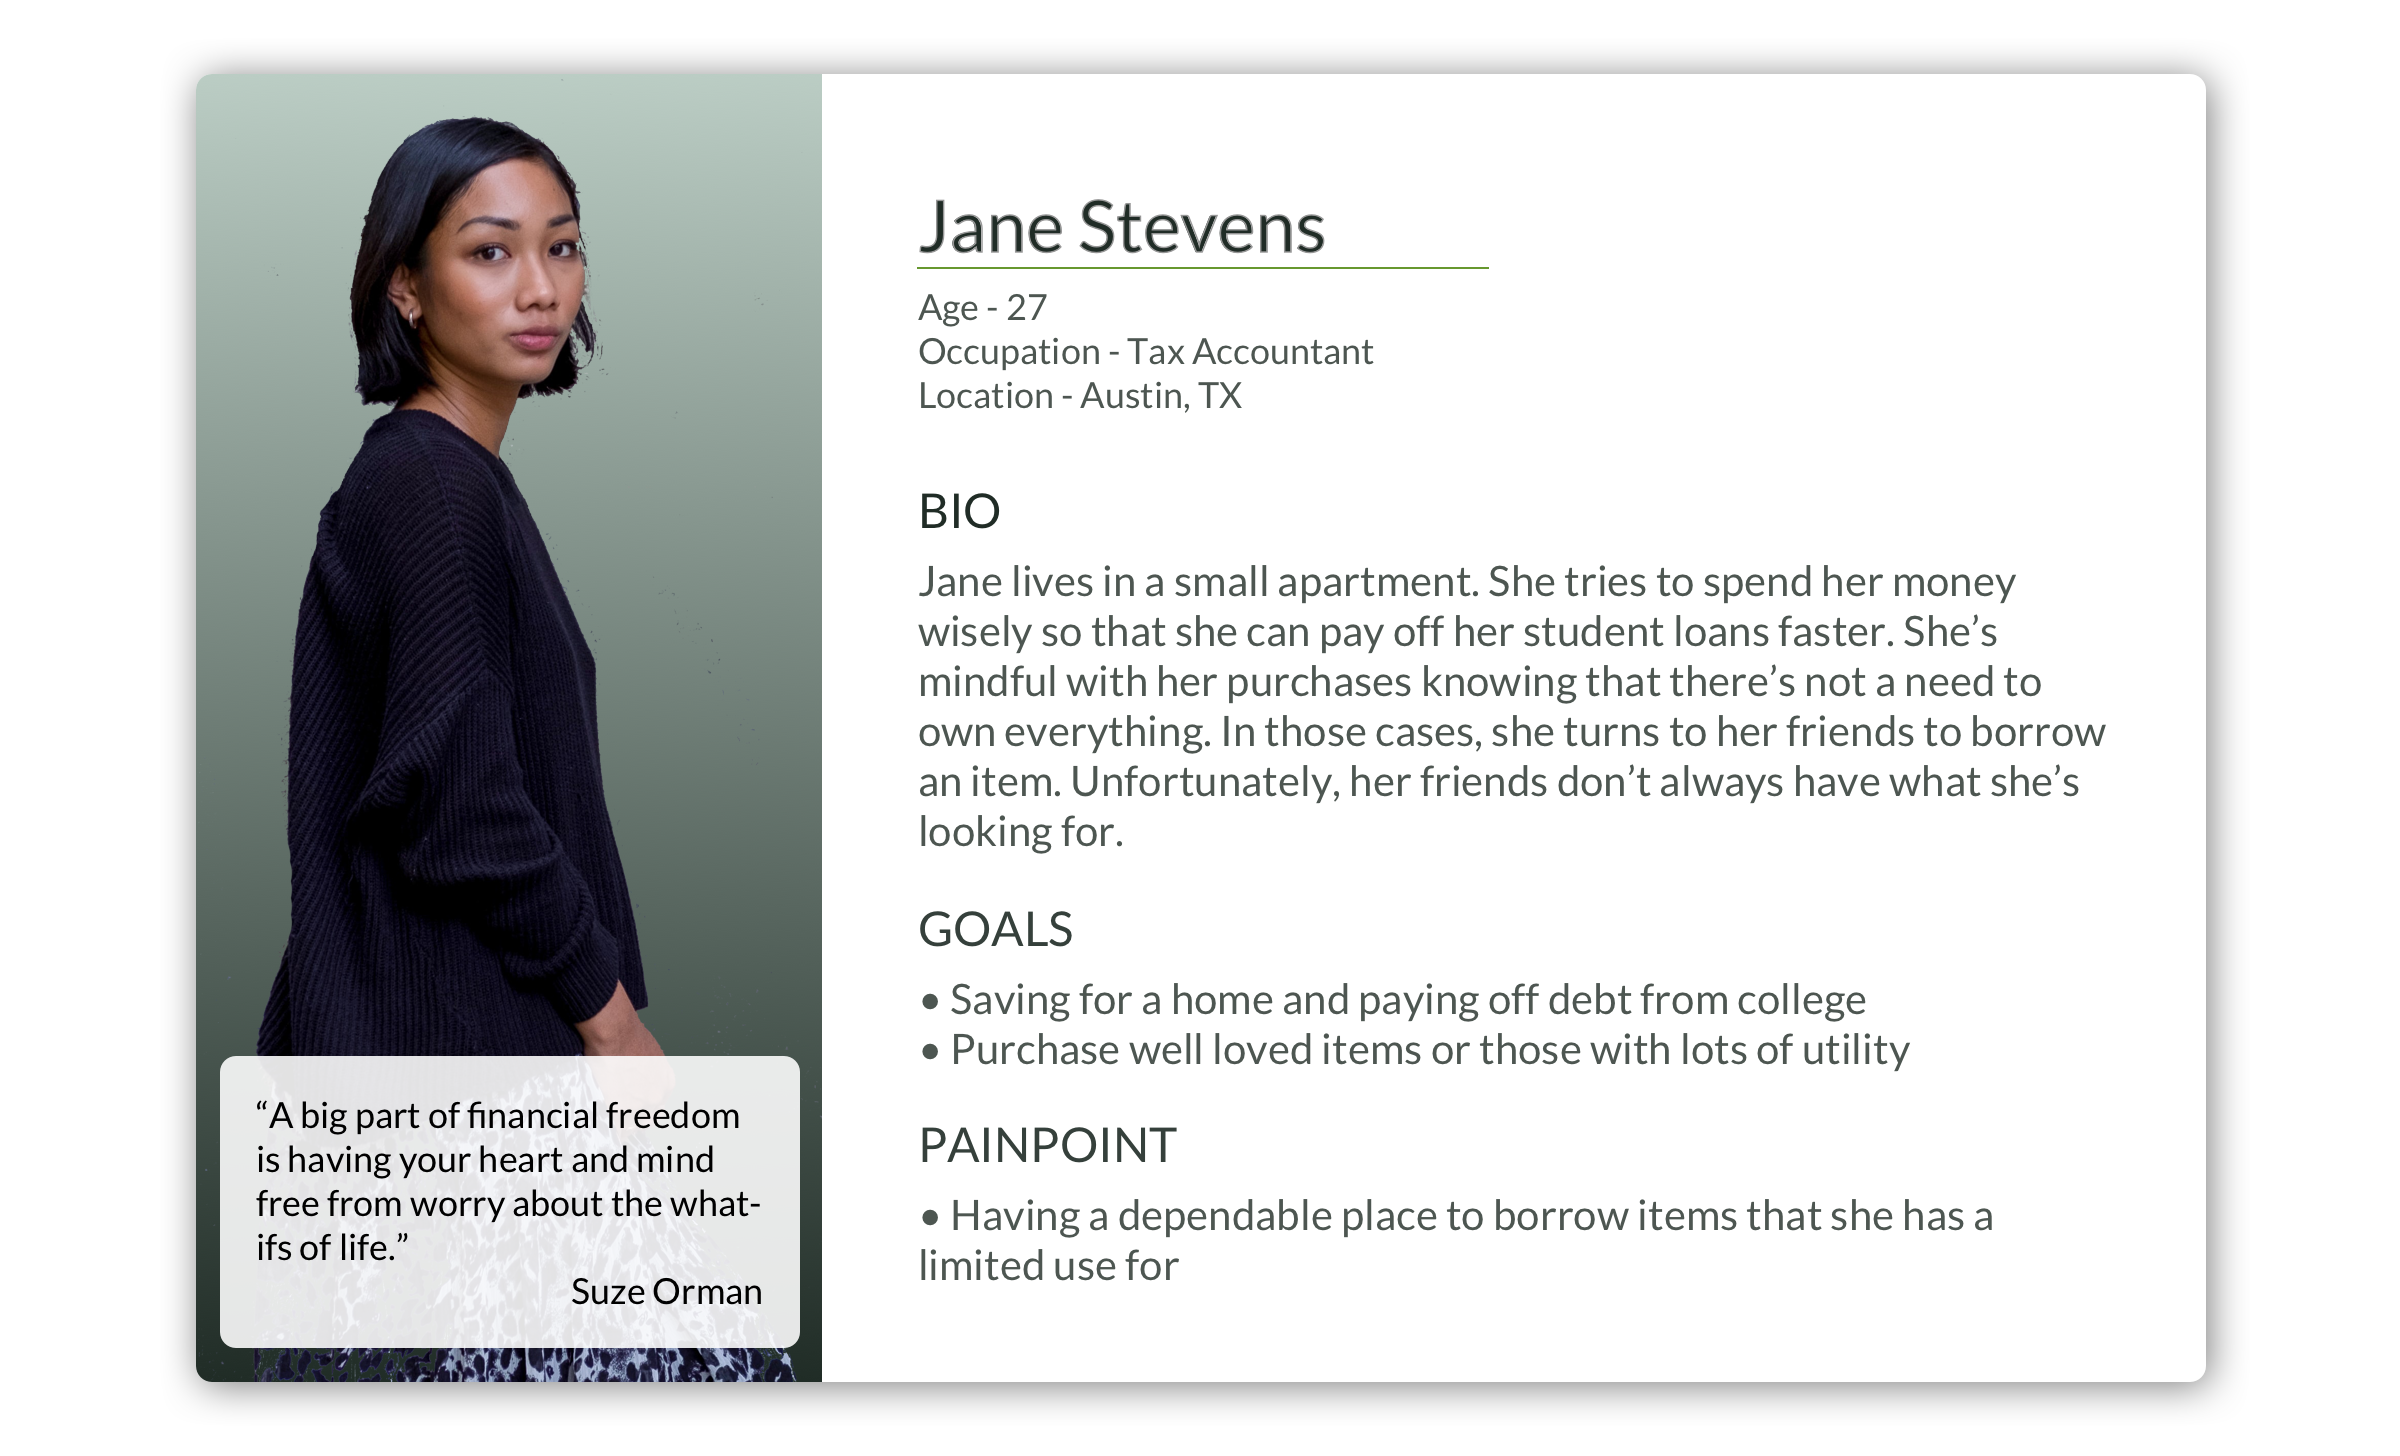 Jane Stevens
Age - 27
Occupation - Tax Accountant
Location - Austin, TX
BIO
Jane lives in a small apartment. She tries to spend her money
wisely so that she can pay off her student loans faster. She’s
mindful with her purchases knowing that there’s not a need to
own everything. In those cases, she turns to her friends to borrow
an item. Unfortunately, her friends don’t always have what she’s
looking for.
GOALS
• Saving for a home and paying off debt from college
• Purchase well loved items or those with lots of utility
PAINPOINT
• Having a dependable place to borrow items that she has a
limited use for
“A big part of financial freedom
is having your heart and mind
free from worry about the what-
ifs of life.”
Suze Orman